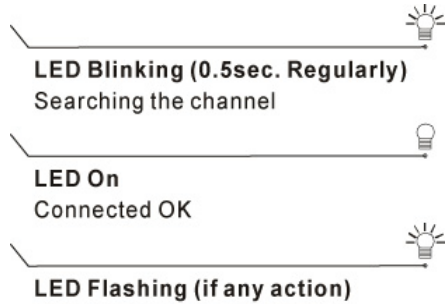 LED Blinking (0.5sec. Regularly)
Searching the channel
LED On
Connected OK
LED Flashing (if any action)